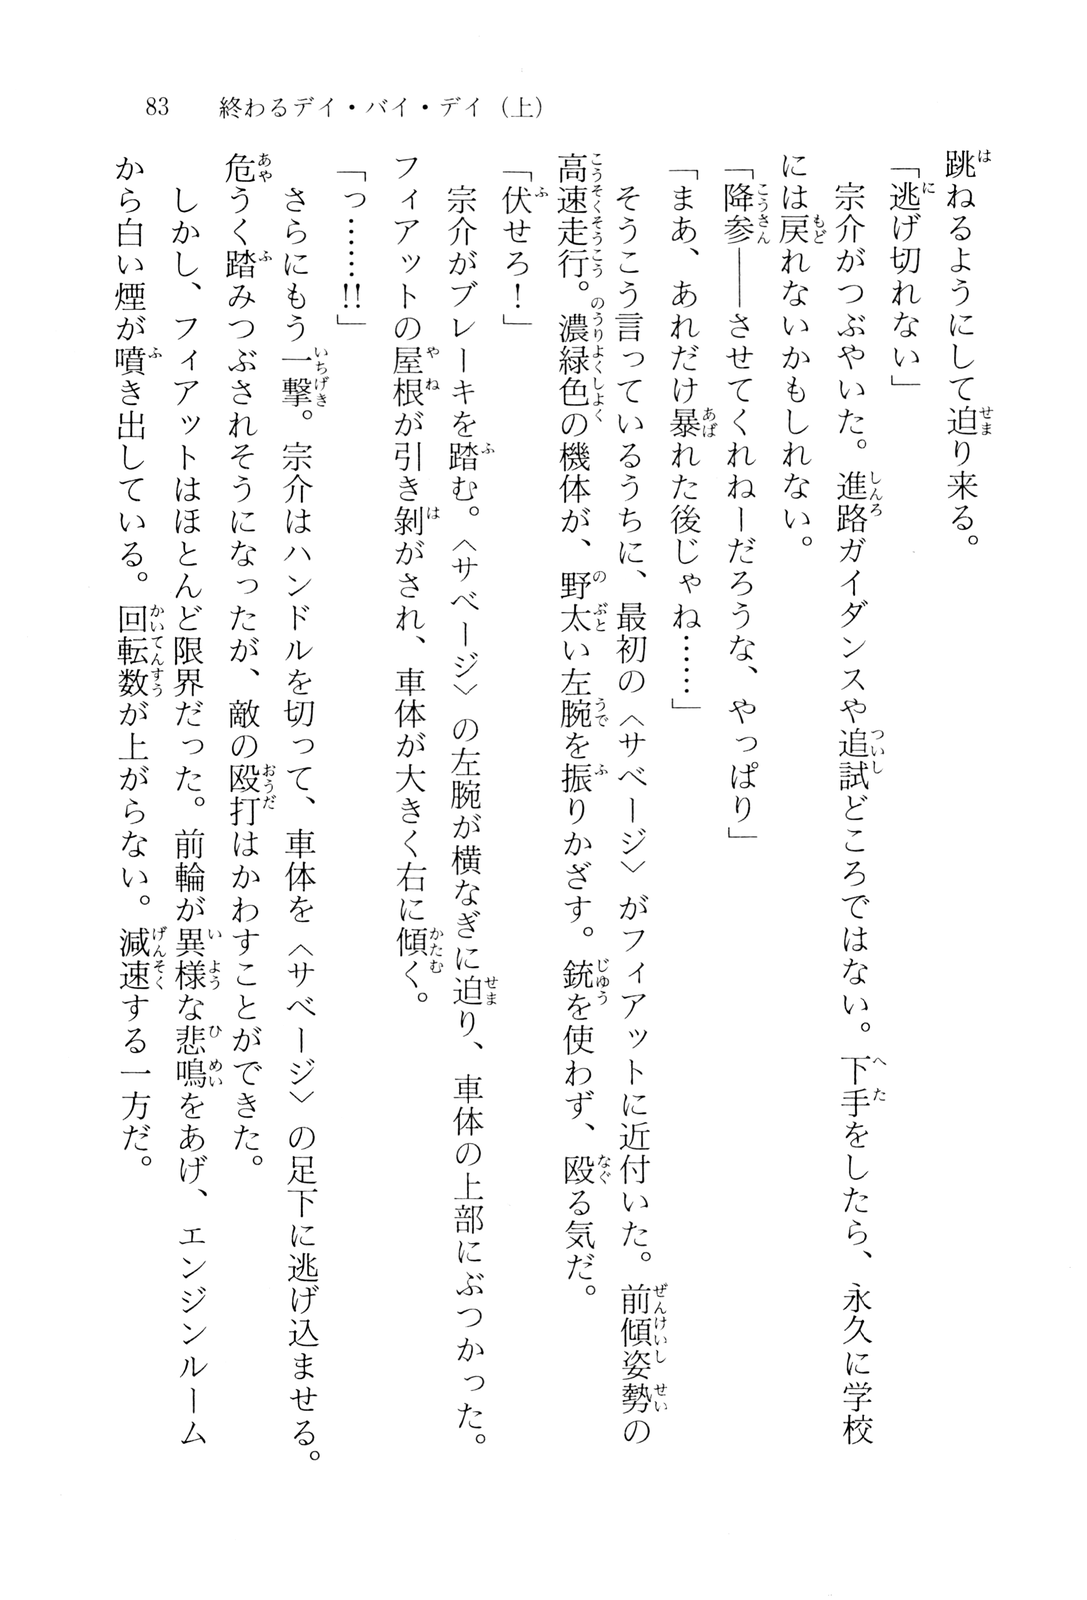 83　終わるデイ・バイ・デイ（上）
跳ねるようにして迫り来る。
「逃げ切れない」
　宗介がつぶやいた。進路ガイダンスや追試どころではない。下手をしたら、永久に学校
には戻れないかもしれない。
「降参――させてくれねーだろうな、やっぱり」
「まあ、あれだけ暴れた後じゃね……」
　そうこう言っているうちに、最初の〈サベージ〉がフィアットに近付いた。前傾姿勢の
高速走行。濃緑色の機体が、野太い左腕を振りかざす。銃を使わず、殴る気だ。
「伏せろ！」
　宗介がブレーキを踏む。〈サベージ〉の左腕が横なぎに迫り、車体の上部にぶつかった。
フィアットの屋根が引き剝がされ、車体が大きく右に傾く。
「っ……!!」
　さらにもう一撃。宗介はハンドルを切って、車体を〈サベージ〉の足下に逃げ込ませる。
危うく踏みつぶされそうになったが、敵の殴打はかわすことができた。
　しかし、フィアットはほとんど限界だった。前輪が異様な悲鳴をあげ、エンジンルーム
から白い煙が噴き出している。回転数が上がらない。減速する一方だ。